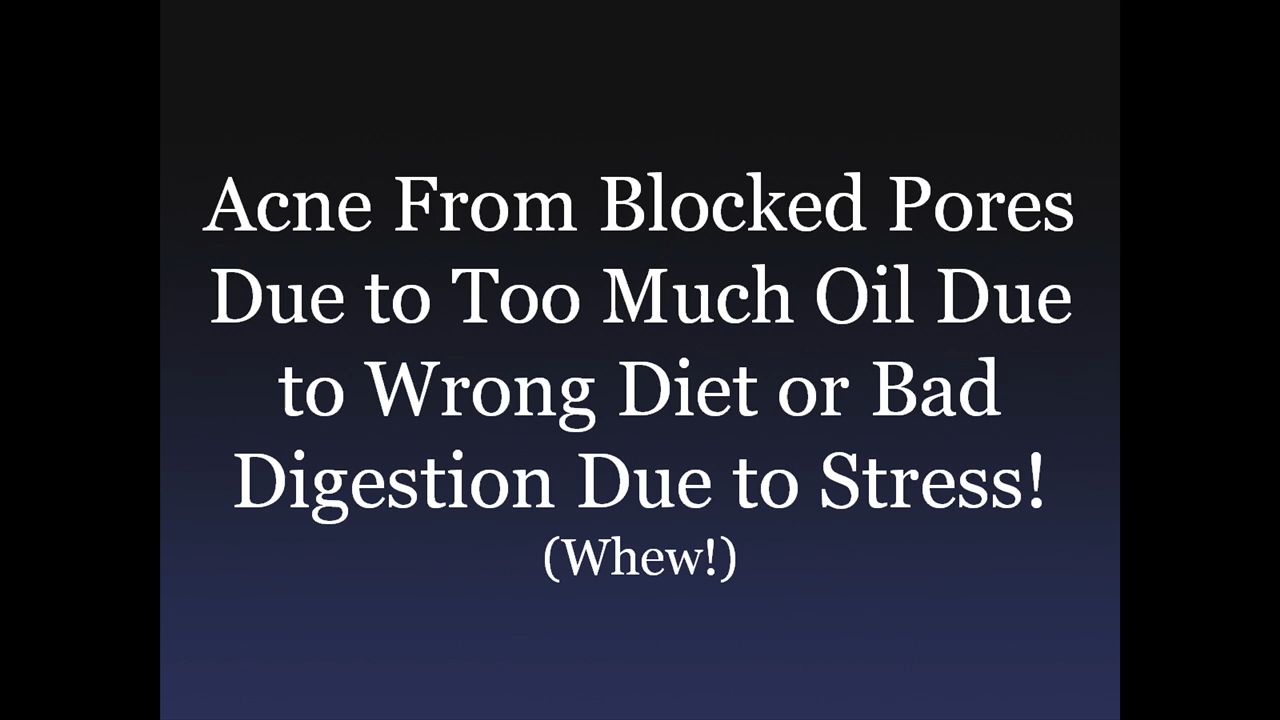 Acne From Blocked Pores
Due to Too Much Oil Due
to Wrong Diet or Bad
Digestion Due to Stress!
(Whew!)